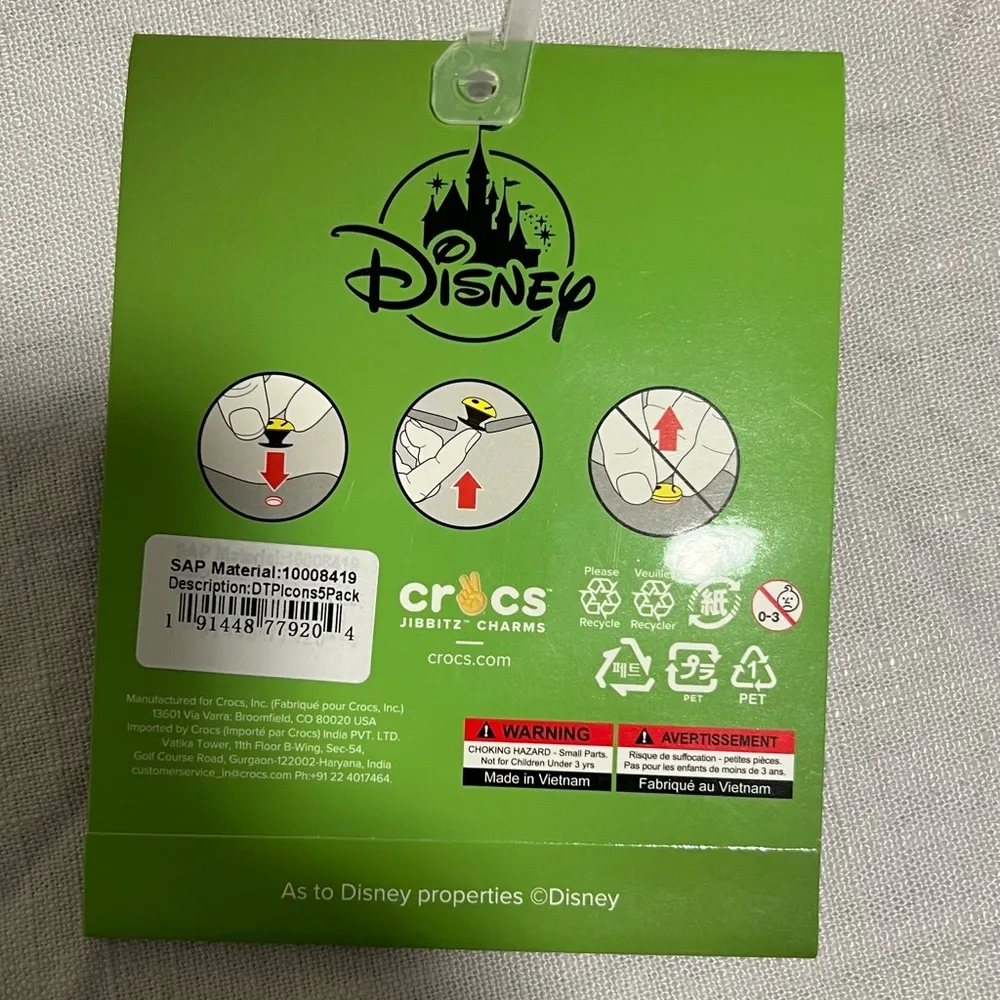 Disney
SAP Material:10008419
Description:DTPIcons5Pack
1 91448 77920 4
crocs™
JIBBITZ™ CHARMS
crocs.com
Please
Recycle
Veuillez
Recycler
紙
0-3
페트
プラ
PET
1
PET
Manufactured for Crocs, Inc. (Fabriqué pour Crocs, Inc.)
13601 Via Varra; Broomfield, CO 80020 USA
Imported by Crocs (Importé par Crocs) India PVT. LTD.
Vatika Tower, 11th Floor B-Wing, Sec-54,
Golf Course Road, Gurgaon-122002-Haryana, India
customerservice_in@crocs.com Ph:+91 22 4017464.
WARNING
CHOKING HAZARD - Small Parts.
Not for Children Under 3 yrs
Made in Vietnam
AVERTISSEMENT
Risque de suffocation - petites pièces.
Pas pour les enfants de moins de 3 ans.
Fabriqué au Vietnam
As to Disney properties ©Disney